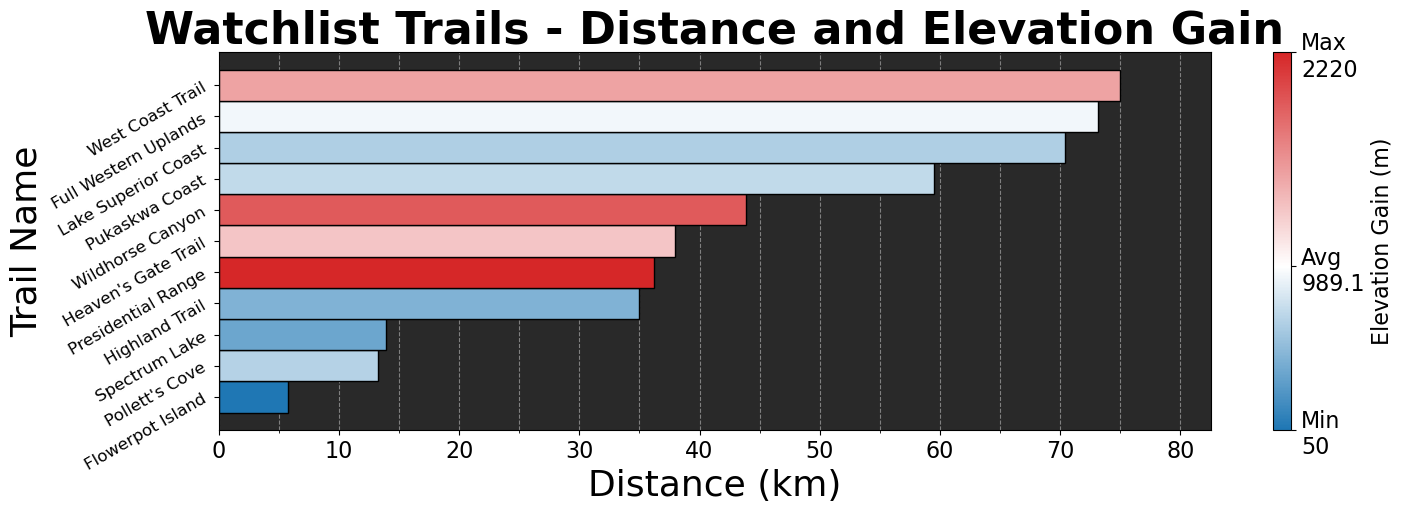 Watchlist Trails - Distance and Elevation Gain
Trail Name
West Coast Trail
Full Western Uplands
Lake Superior Coast
Pukaskwa Coast
Wildhorse Canyon
Heaven's Gate Trail
Presidential Range
Highland Trail
Spectrum Lake
Pollett's Cove
Flowerpot Island
0 10 20 30 40 50 60 70 80
Distance (km)
Max
2220
Avg
989.1
Min
50
Elevation Gain (m)